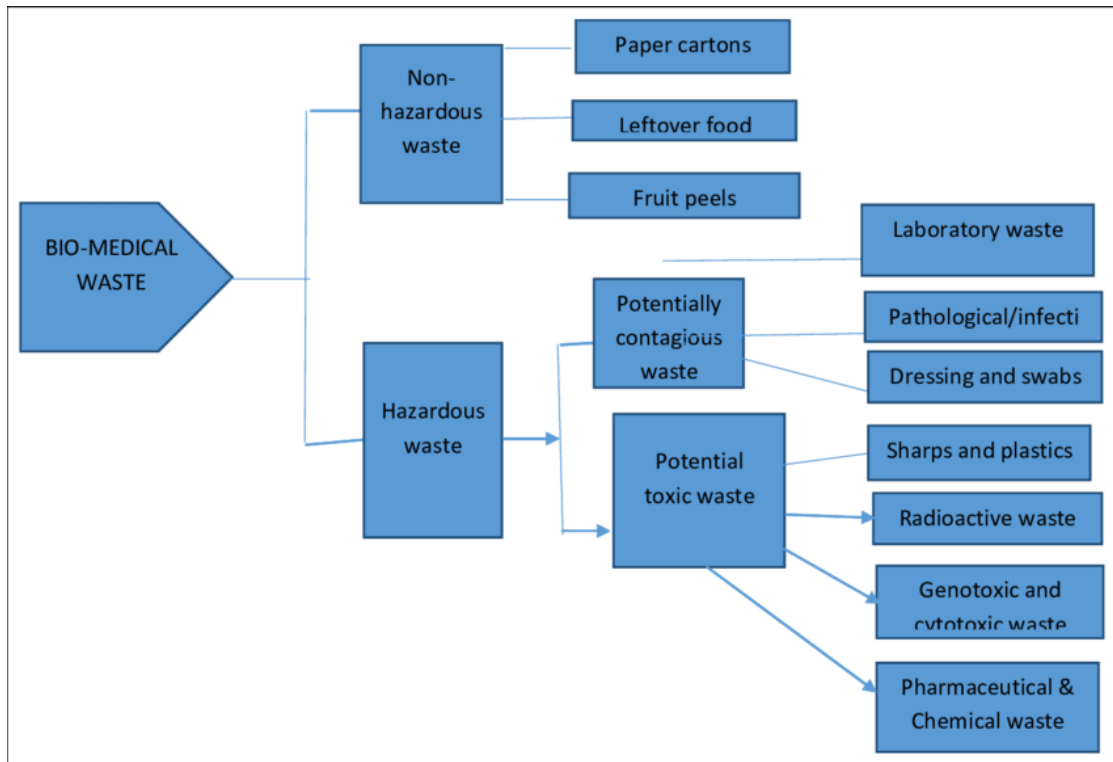 Paper cartons
Non-
hazardous
waste
Leftover food
Fruit peels
BIO-MEDICAL
WASTE
Laboratory waste
Potentially
contagious
waste
Pathological/infecti
Dressing and swabs
Hazardous
waste
Potential
toxic waste
Sharps and plastics
Radioactive waste
Genotoxic and
cytotoxic waste
Pharmaceutical &
Chemical waste